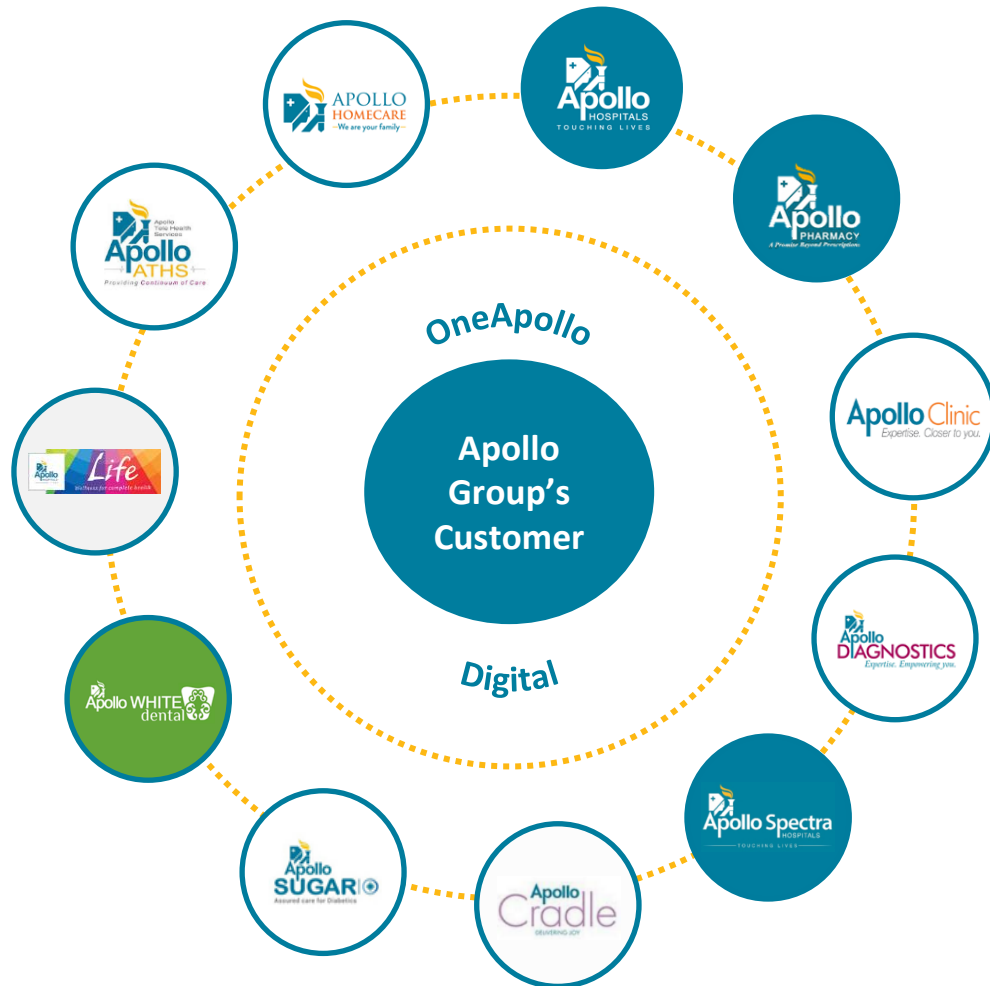 Apollo
HOSPITALS
TOUCHING LIVES
Apollo
PHARMACY
A Promise Beyond Prescriptions
Apollo Clinic
Expertise. Closer to you.
Apollo
DIAGNOSTICS
Expertise. Empowering you.
Apollo Spectra
HOSPITALS
TOUCHING LIVES
Apollo
Cradle
DELIVERING JOY
Apollo
SUGAR
Assured care for Diabetics
Apollo WHITE
dental
Apollo
HOSPITALS
Life
Wellness for complete health
Apollo
Tele Health
Services
Apollo
ATHS
Providing Continuum of Care
APOLLO
HOMECARE
We are your family
OneApollo
Apollo
Group's
Customer
Digital